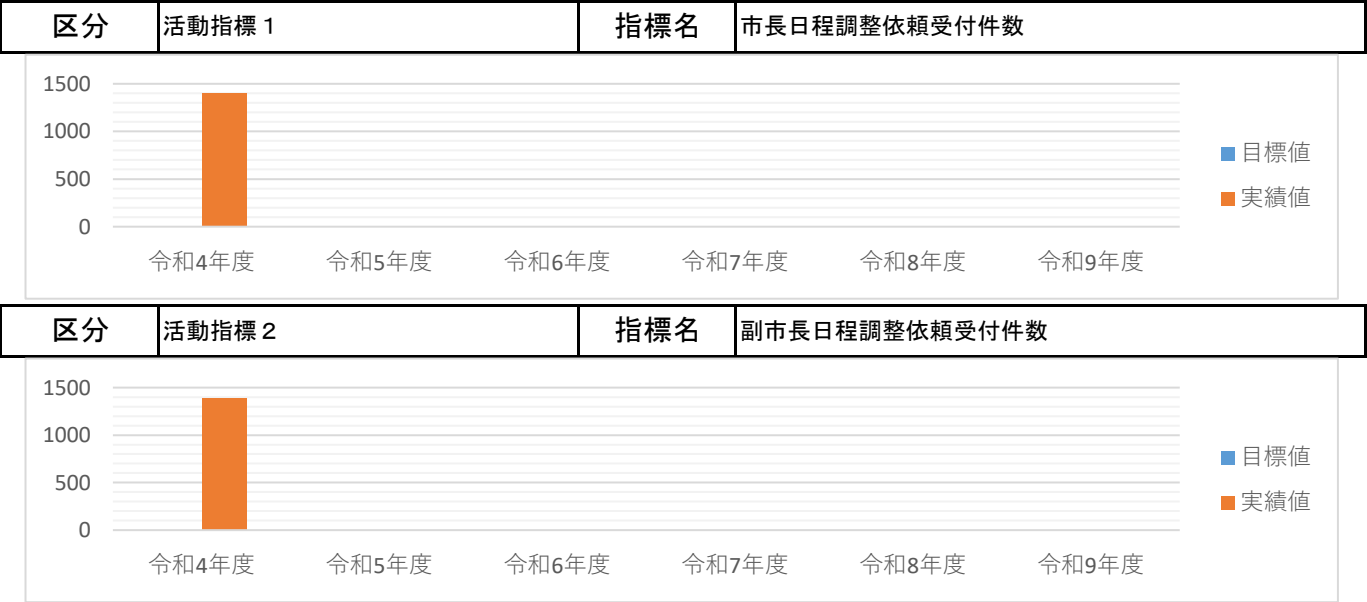 区分 活動指標１ 指標名 市長日程調整依頼受付件数
1500
1000
500
0
令和4年度 令和5年度 令和6年度 令和7年度 令和8年度 令和9年度
目標値
実績値
区分 活動指標２ 指標名 副市長日程調整依頼受付件数
1500
1000
500
0
令和4年度 令和5年度 令和6年度 令和7年度 令和8年度 令和9年度
目標値
実績値